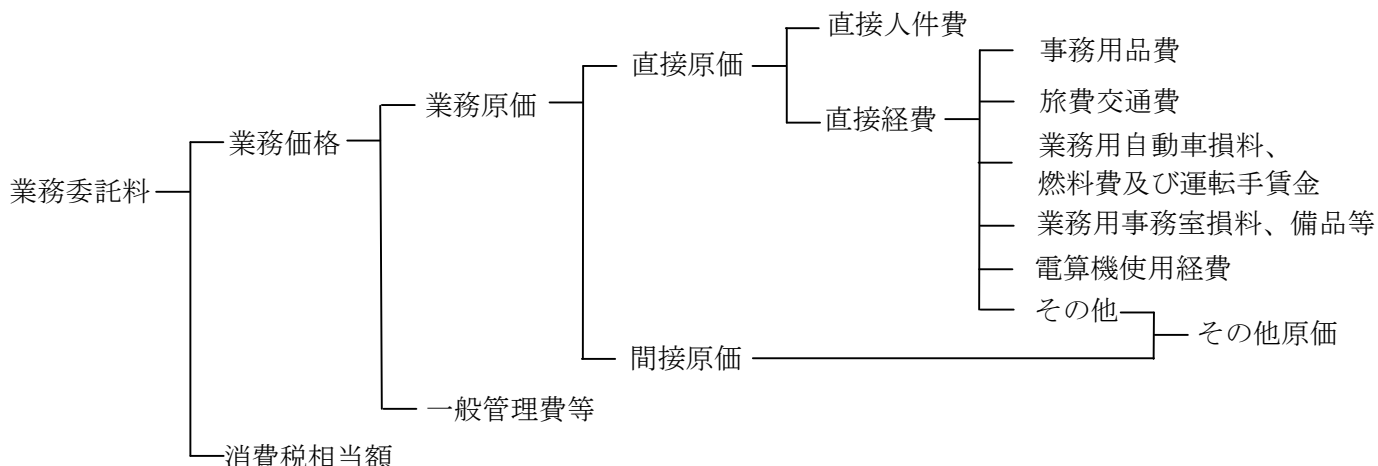 直接人件費
事務用品費
直接原価
旅費交通費
業務原価
直接経費
業務価格
業務用自動車損料、
燃料費及び運転手賃金
業務委託料
業務用事務室損料、備品等
電算機使用経費
その他
その他原価
間接原価
一般管理費等
消費税相当額